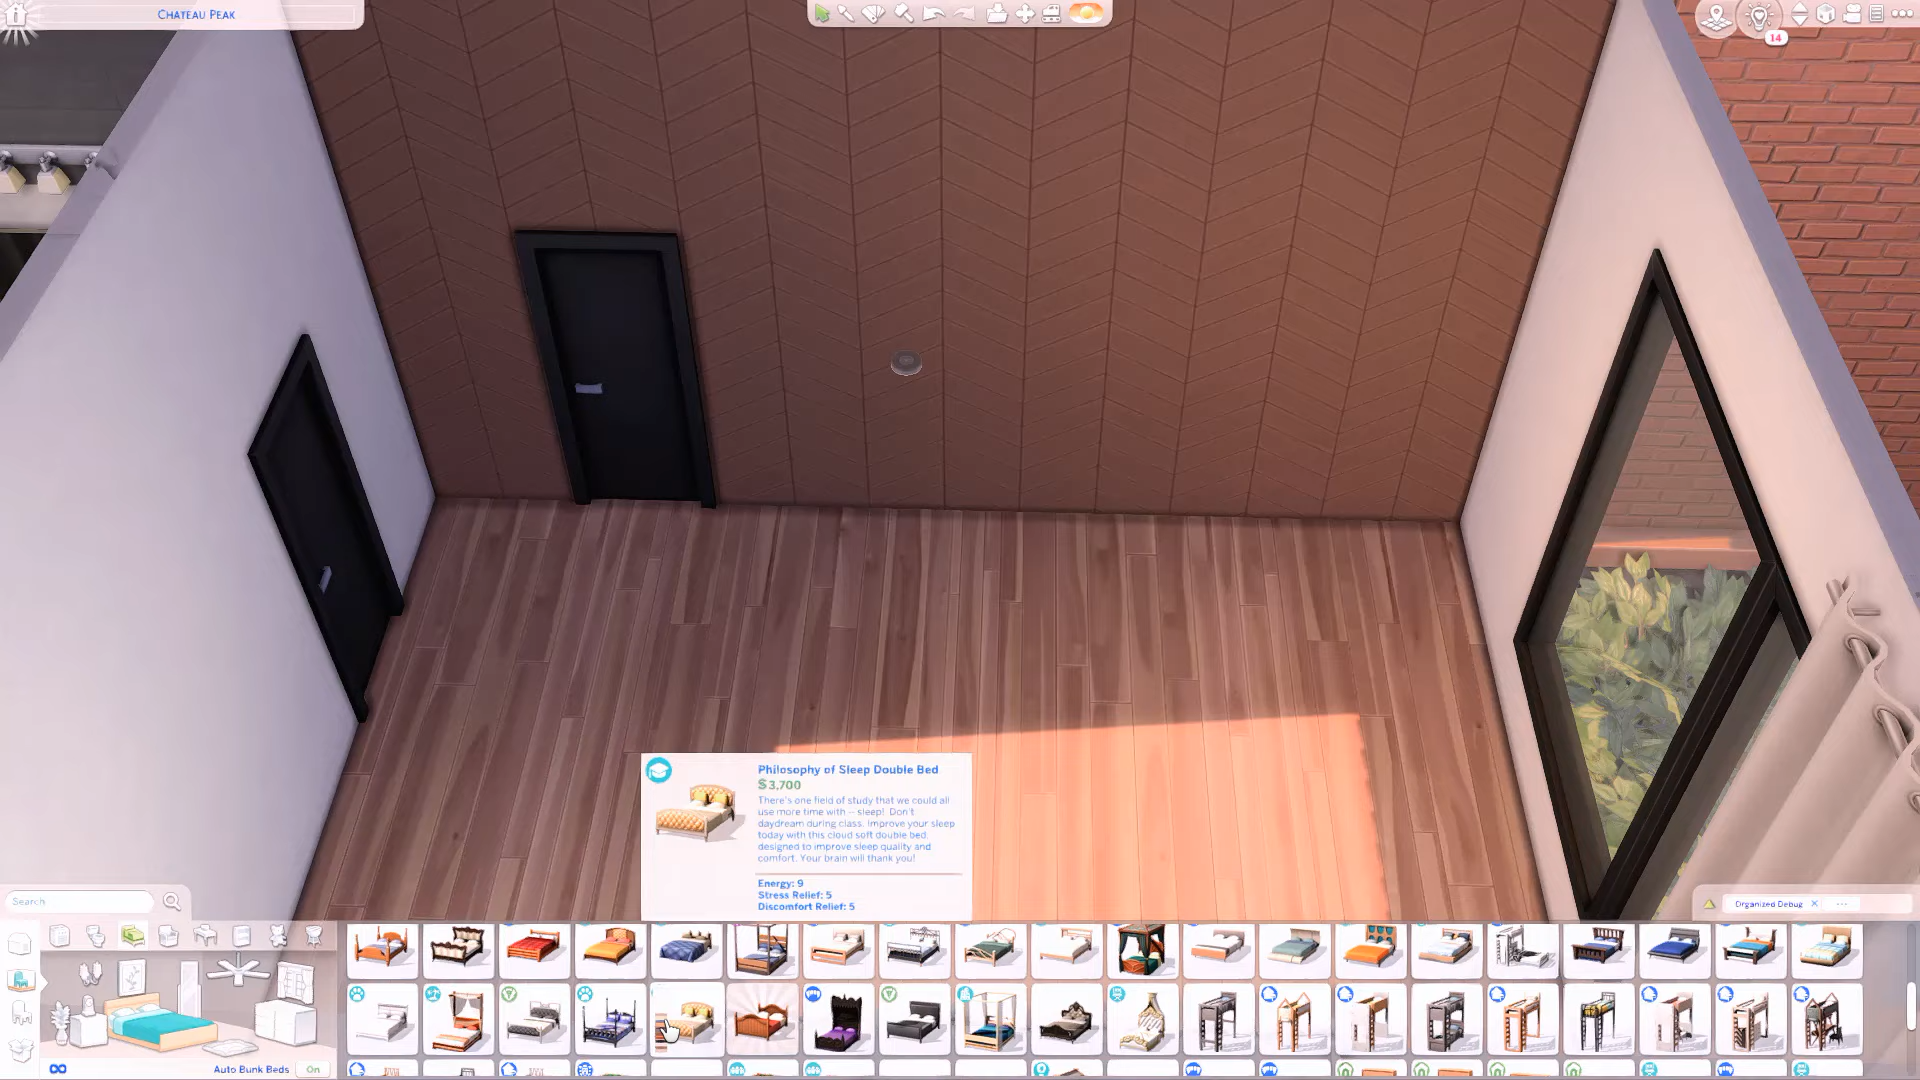 CHATEAU PEAK
14
Philosophy of Sleep Double Bed
$3,700
There's one field of study that we could all
use more time with – sleep! Don't
daydream during class. Improve your sleep
today with this cloud soft double bed,
designed to improve sleep quality and
comfort. Your brain will thank you!
Energy: 9
Stress Relief: 5
Discomfort Relief: 5
Search
Organized Debug
Auto Bunk Beds On